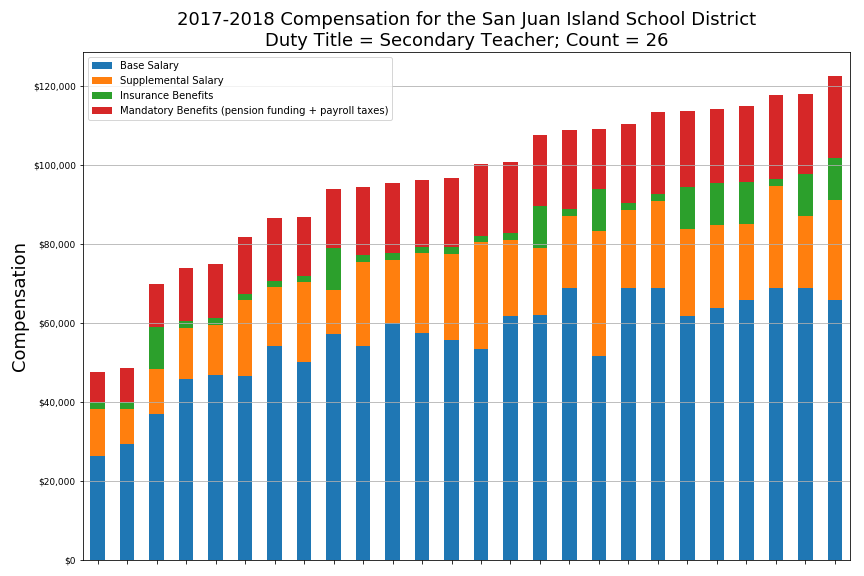 2017-2018 Compensation for the San Juan Island School District
Duty Title = Secondary Teacher; Count = 26
Base Salary
Supplemental Salary
Insurance Benefits
Mandatory Benefits (pension funding + payroll taxes)
Compensation
$120,000
$100,000
$80,000
$60,000
$40,000
$20,000
$0